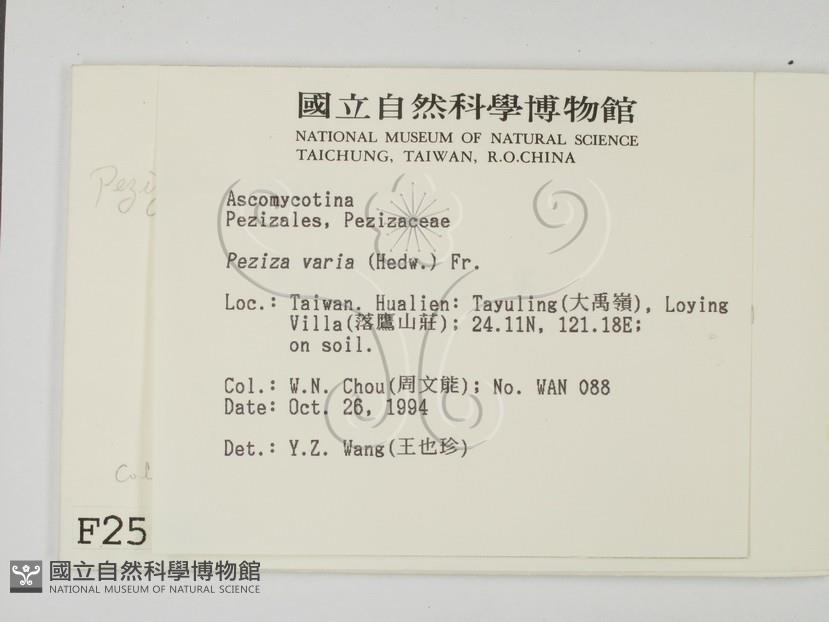 國立自然科學博物館
NATIONAL MUSEUM OF NATURAL SCIENCE
TAICHUNG, TAIWAN, R.O.CHINA
Ascomycotina
Pezizales, Pezizaceae
Peziza varia (Hedw.) Fr.
Loc.: Taiwan. Hualien: Tayuling(大禹嶺), Loying
Villa(落鷹山莊); 24.11N, 121.18E;
on soil.
Col.: W.N. Chou(周文能); No. WAN 088
Date: Oct. 26, 1994
Det.: Y.Z. Wang(王也珍)
F25
國立自然科學博物館
NATIONAL MUSEUM OF NATURAL SCIENCE